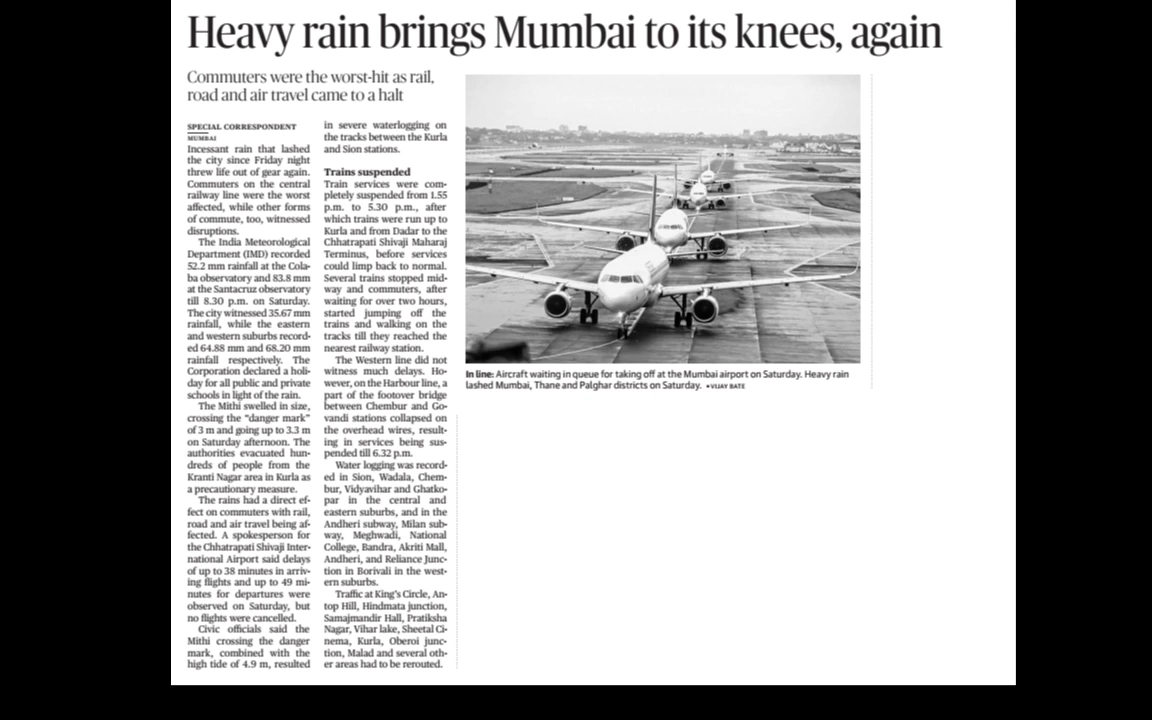 Heavy rain brings Mumbai to its knees, again
Commuters were the worst-hit as rail,
road and air travel came to a halt
SPECIAL CORRESPONDENT
MUMBAI
Incessant rain that lashed
the city since Friday night
threw life out of gear again.
Commuters on the central
railway line were the worst
affected, while other forms
of commute, too, witnessed
disruptions.
The India Meteorological
Department (IMD) recorded
52.2 mm rainfall at the Cola-
ba observatory and 83.8 mm
at the Santacruz observatory
till 8.30 p.m. on Saturday.
The city witnessed 35.67 mm
rainfall, while the eastern
and western suburbs record-
ed 64.88 mm and 68.20 mm
rainfall respectively. The
Corporation declared a holi-
day for all public and private
schools in light of the rain.
The Mithi swelled in size,
crossing the "danger mark"
of 3 m and going up to 3.3 m
on Saturday afternoon. The
authorities evacuated hun-
dreds of people from the
Kranti Nagar area in Kurla as
a precautionary measure.
The rains had a direct ef-
fect on commuters with rail,
road and air travel being af-
fected. A spokesperson for
the Chhatrapati Shivaji Inter-
national Airport said delays
of up to 38 minutes in arriv-
ing flights and up to 49 mi-
nutes for departures were
observed on Saturday, but
no flights were cancelled.
Civic officials said the
Mithi crossing the danger
mark, combined with the
high tide of 4.9 m, resulted
in severe waterlogging on
the tracks between the Kurla
and Sion stations.
Trains suspended
Train services were com-
pletely suspended from 1.55
p.m. to 5.30 p.m., after
which trains were run up to
Kurla and from Dadar to the
Chhatrapati Shivaji Maharaj
Terminus, before services
could limp back to normal.
Several trains stopped mid-
way and commuters, after
waiting for over two hours,
started jumping off the
trains and walking on the
tracks till they reached the
nearest railway station.
The Western line did not
witness much delays. Ho-
wever, on the Harbour line, a
part of the footover bridge
between Chembur and Go-
vandi stations collapsed on
the overhead wires, result-
ing in services being sus-
pended till 6.32 p.m.
Water logging was record-
ed in Sion, Wadala, Chem-
bur, Vidyavihar and Ghatko-
par in the central and
eastern suburbs, and in the
Andheri subway, Milan sub-
way, Meghwadi, National
College, Bandra, Akriti Mall,
Andheri, and Reliance Junc-
tion in Borivali in the west-
ern suburbs.
Traffic at King's Circle, An-
top Hill, Hindmata junction,
Samajmandir Hall, Pratiksha
Nagar, Vihar lake, Sheetal Ci-
nema, Kurla, Oberoi junc-
tion, Malad and several oth-
er areas had to be rerouted.
In line: Aircraft waiting in queue for taking off at the Mumbai airport on Saturday. Heavy rain
lashed Mumbai, Thane and Palghar districts on Saturday. •VIJAY BATE